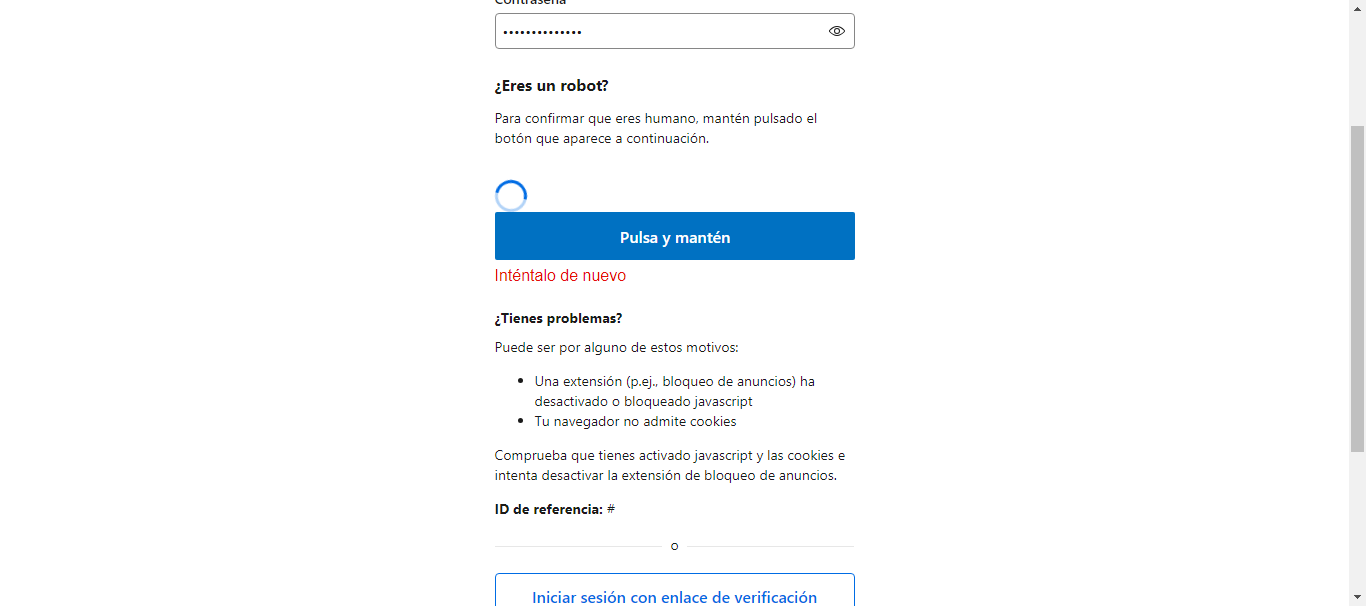 Contraseña
¿Eres un robot?
Para confirmar que eres humano, mantén pulsado el
botón que aparece a continuación.
Pulsa y mantén
Inténtalo de nuevo
¿Tienes problemas?
Puede ser por alguno de estos motivos:
Una extensión (p.ej., bloqueo de anuncios) ha
desactivado o bloqueado javascript
Tu navegador no admite cookies
Comprueba que tienes activado javascript y las cookies e
intenta desactivar la extensión de bloqueo de anuncios.
ID de referencia: #
o
Iniciar sesión con enlace de verificación